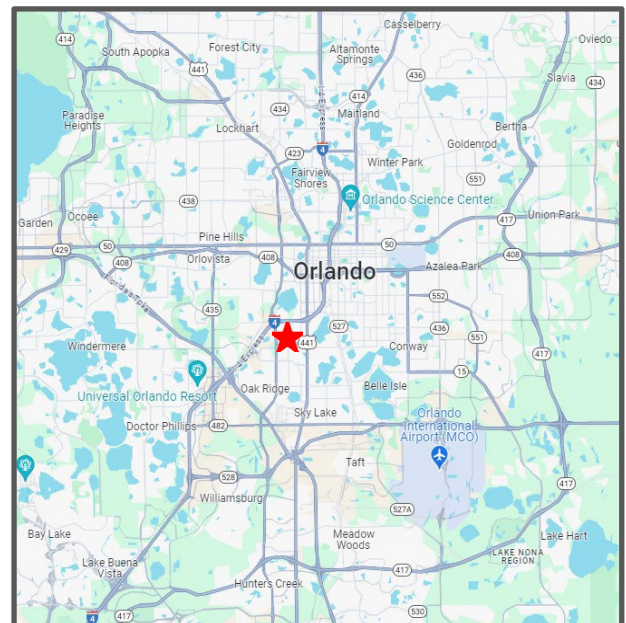 Casselberry
414
Oviedo
South Apopka
Forest City
Altamonte
Springs
441
436
Slavia
434
414
434
Maitland
Paradise
Heights
Lockhart
Bertha
Goldenrod
423
4
Winter Park
Fairview
Shores
551
438
Orlando Science Center
Garden
Ocoee
417
Union Park
Pine Hills
429
50
408
50
408
408
Orlovista
Orlando
Azalea Park
552
435
4
527
436
441
551
Windermere
Conway
417
15
Oak Ridge
Belle Isle
Universal Orlando Resort
Sky Lake
Orlando
International
Airport (MCO)
Doctor Phillips
482
Taft
528
417
Williamsburg
527A
Bay Lake
Meadow
Woods
Lake Hart
LAKE NONA
REGION
Lake Buena
Vista
417
Hunters Creek
4
417
530